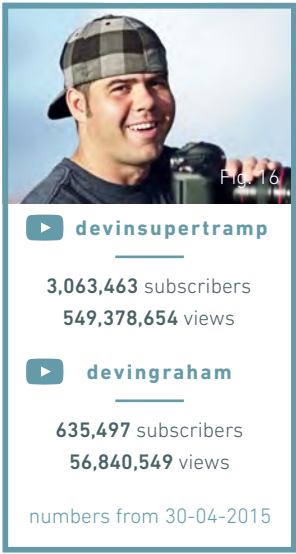 Fig. 16
devinsupertramp
3,063,463 subscribers
549,378,654 views
devingraham
635,497 subscribers
56,840,549 views
numbers from 30-04-2015